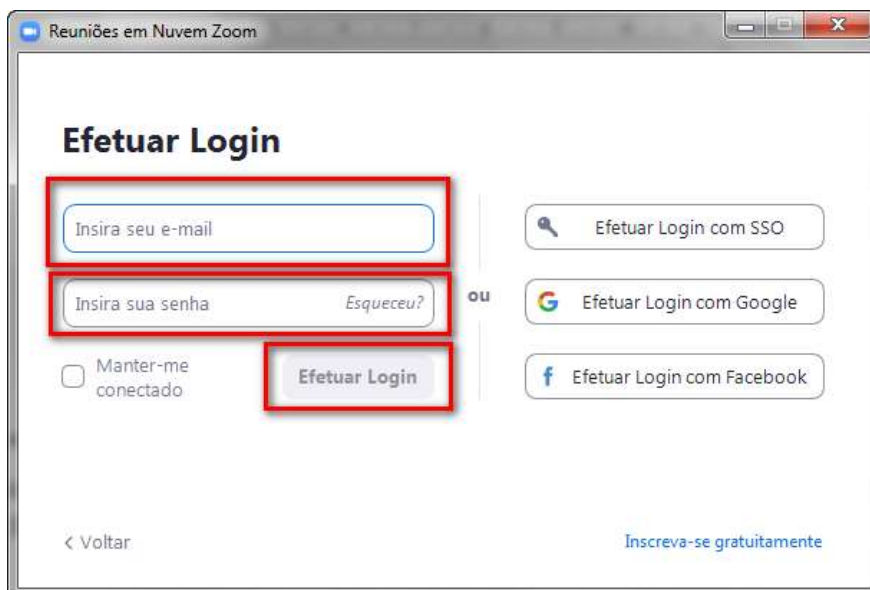 Reuniões em Nuvem Zoom
Efetuar Login
Insira seu e-mail
Insira sua senha
Esqueceu?
Manter-me
conectado
Efetuar Login
ou
Efetuar Login com SSO
Efetuar Login com Google
Efetuar Login com Facebook
< Voltar
Inscreva-se gratuitamente